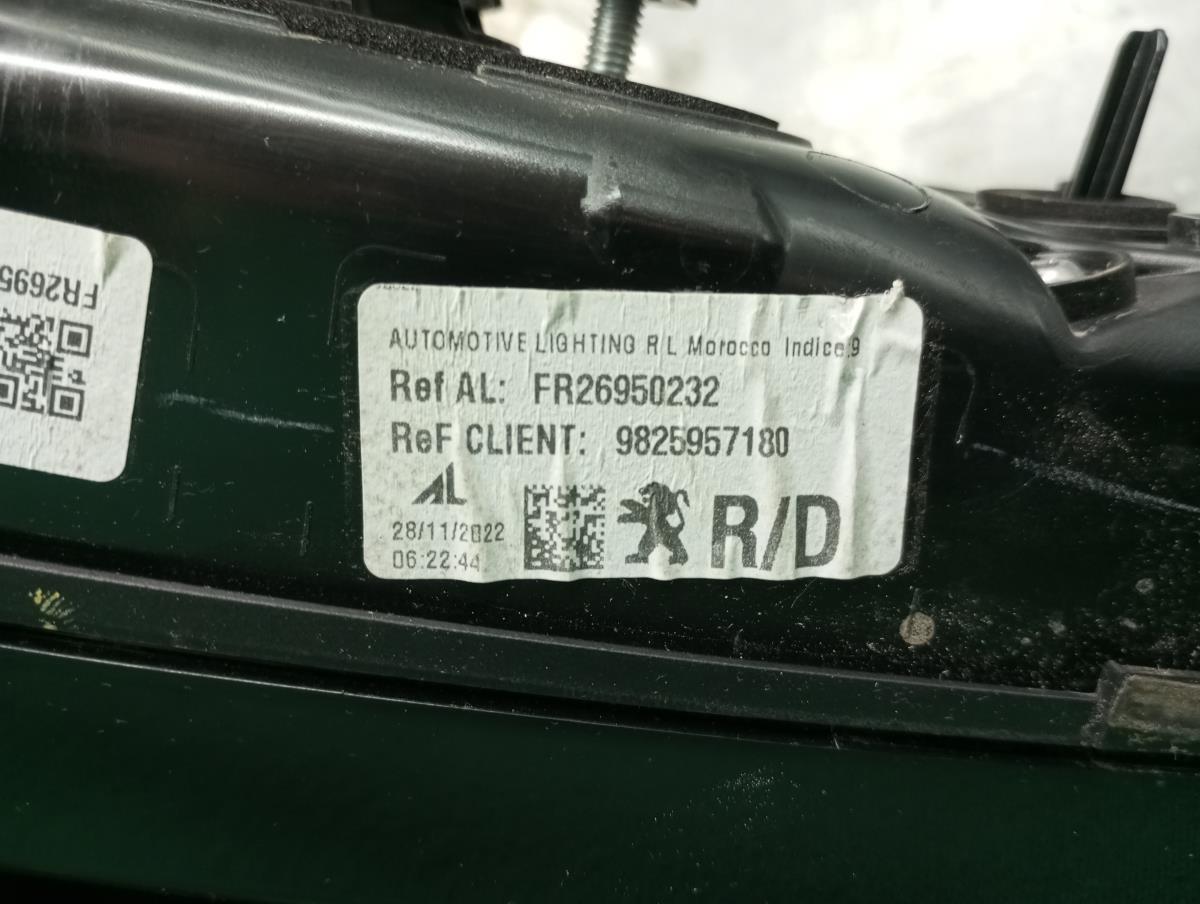 FR2695
AUTOMOTIVE LIGHTING R L Morocco Indice:9
Ref AL: FR26950232
ReF CLIENT: 9825957180
AL
28/11/2022
06:22:44
R/D